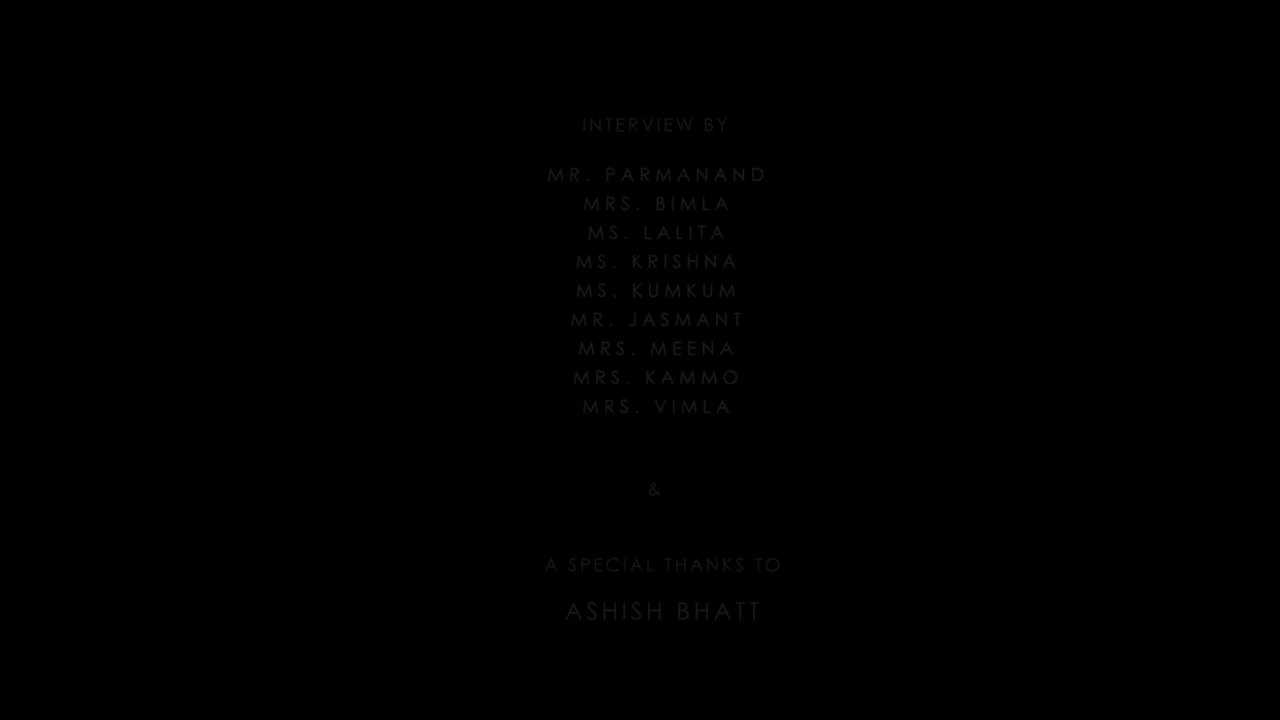 INTERVIEW BY
MR. PARMANAND
MRS. BIMLA
MS. LALITA
MS. KRISHNA
MS. KUMKUM
MR. JASMANT
MRS. MEENA
MRS. KAMMO
MRS. VIMLA
&
A SPECIAL THANKS TO
ASHISH BHATT